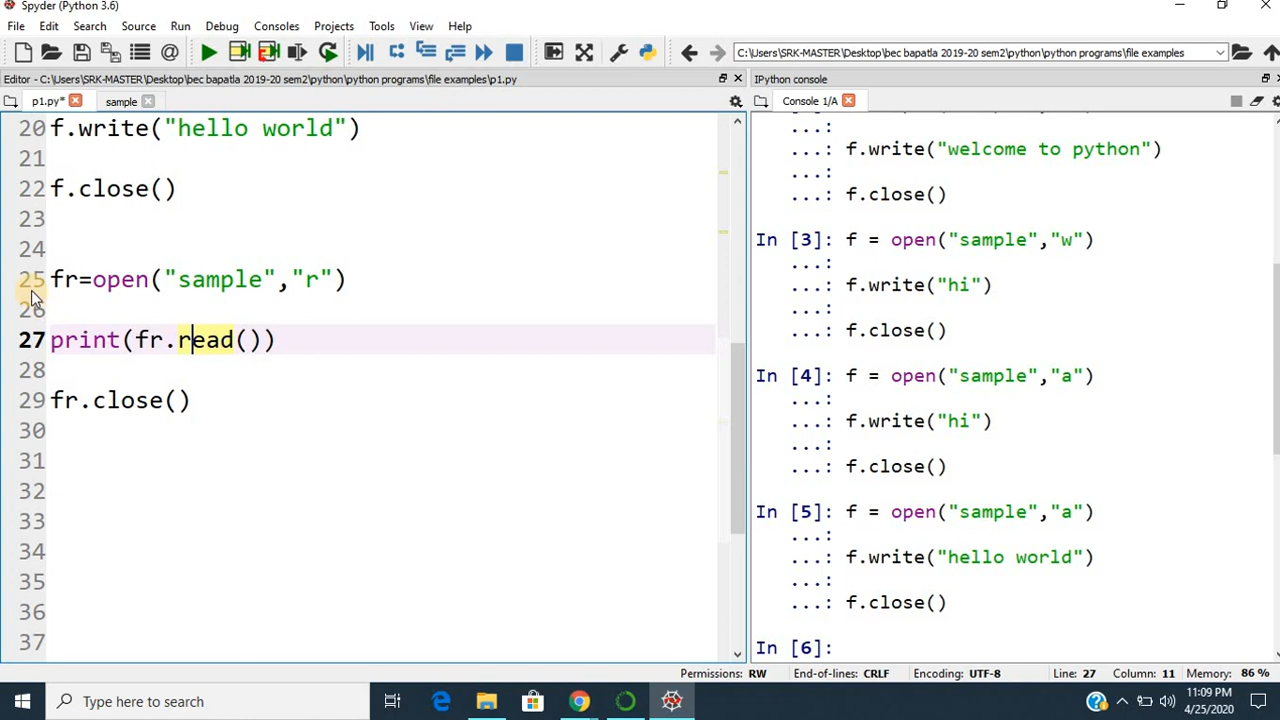 Spyder (Python 3.6)
File Edit Search Source Run Debug Consoles Projects Tools View Help
C:\Users\SRK-MASTER\Desktop\bec bapatla 2019-20 sem2\python\python programs\file examples
Editor - C:\Users\SRK-MASTER\Desktop\bec bapatla 2019-20 sem2\python\python programs\file examples\p1.py
p1.py* sample
20 f.write("hello world")
21
22 f.close()
23
24
25 fr=open("sample","r")
26
27 print(fr.read())
28
29 fr.close()
30
31
32
33
34
35
36
37
IPython console
Console 1/A
...:
...: f.write("welcome to python")
...:
...: f.close()
In [3]: f = open("sample","w")
...:
...: f.write("hi")
...:
...: f.close()
In [4]: f = open("sample","a")
...:
...: f.write("hi")
...:
...: f.close()
In [5]: f = open("sample","a")
...:
...: f.write("hello world")
...:
...: f.close()
In [6]:
Permissions: RW End-of-lines: CRLF Encoding: UTF-8 Line: 27 Column: 11 Memory: 86 %
Type here to search
11:09 PM
4/25/2020